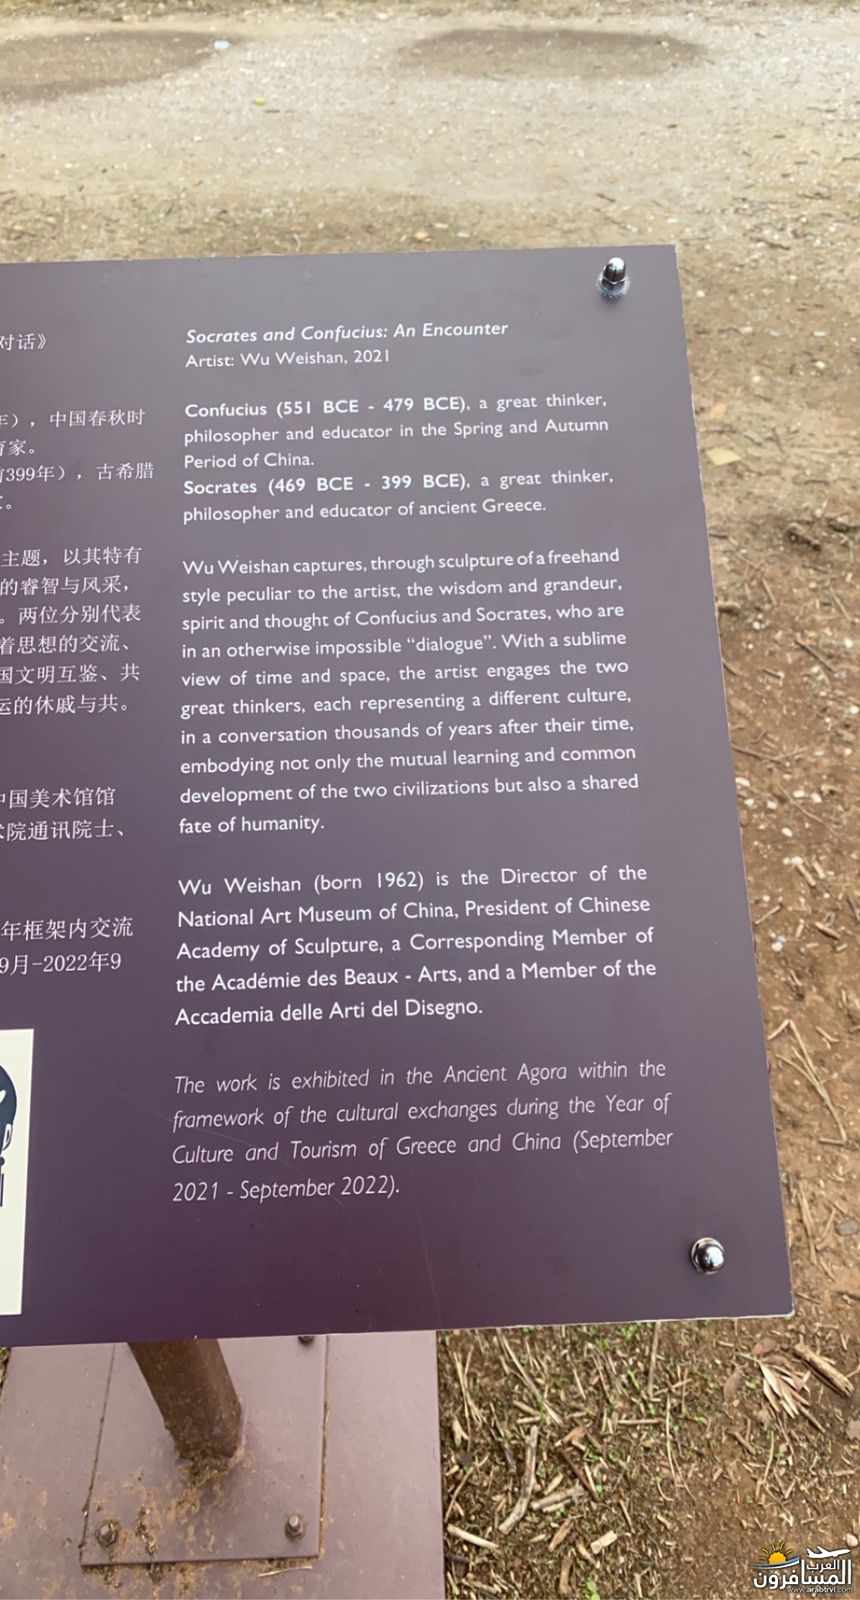 对话》
年），中国春秋时
育家。
前399年），古希腊
。
主题，以其特有
的睿智与风采，
。两位分别代表
着思想的交流、
国文明互鉴、共
运的休戚与共。
中国美术馆馆
术院通讯院士、
年框架内交流
9月-2022年9
Socrates and Confucius: An Encounter
Artist: Wu Weishan, 2021
Confucius (551 BCE - 479 BCE), a great thinker,
philosopher and educator in the Spring and Autumn
Period of China.
Socrates (469 BCE - 399 BCE), a great thinker,
philosopher and educator of ancient Greece.
Wu Weishan captures, through sculpture of a freehand
style peculiar to the artist, the wisdom and grandeur,
spirit and thought of Confucius and Socrates, who are
in an otherwise impossible “dialogue”. With a sublime
view of time and space, the artist engages the two
great thinkers, each representing a different culture,
in a conversation thousands of years after their time,
embodying not only the mutual learning and common
development of the two civilizations but also a shared
fate of humanity.
Wu Weishan (born 1962) is the Director of the
National Art Museum of China, President of Chinese
Academy of Sculpture, a Corresponding Member of
the Académie des Beaux - Arts, and a Member of the
Accademia delle Arti del Disegno.
The work is exhibited in the Ancient Agora within the
framework of the cultural exchanges during the Year of
Culture and Tourism of Greece and China (September
2021 - September 2022).
العرب
المسافرون
www.arabtrvl.com